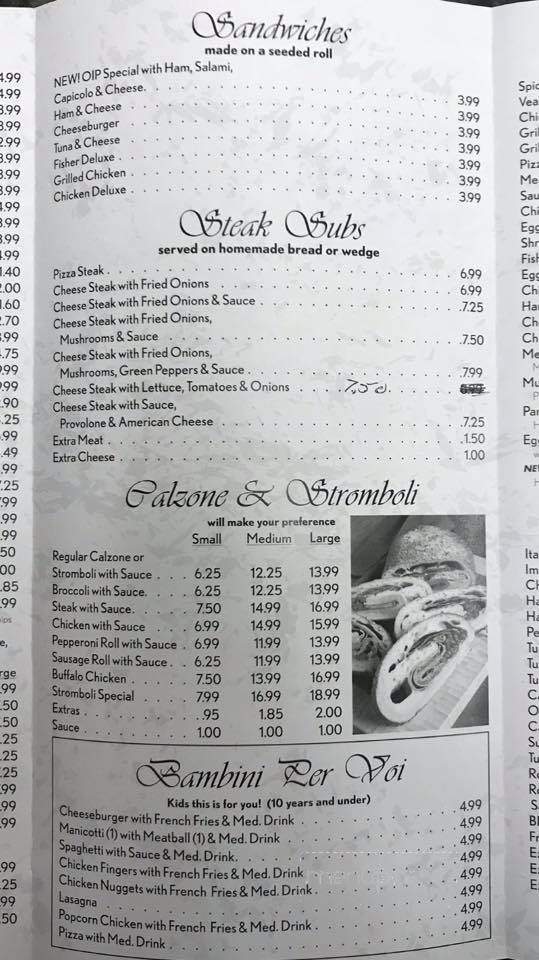 Sandwiches
made on a seeded roll
NEW! OIP Special with Ham, Salami,
Capicolo & Cheese. 3.99
Ham & Cheese 3.99
Cheeseburger 3.99
Tuna & Cheese 3.99
Fisher Deluxe 3.99
Grilled Chicken 3.99
Chicken Deluxe 3.99
Steak Subs
served on homemade bread or wedge
Pizza Steak 6.99
Cheese Steak with Fried Onions 6.99
Cheese Steak with Fried Onions & Sauce 7.25
Cheese Steak with Fried Onions,
Mushrooms & Sauce 7.50
Cheese Steak with Fried Onions,
Mushrooms, Green Peppers & Sauce 7.99
Cheese Steak with Lettuce, Tomatoes & Onions 7,50
Cheese Steak with Sauce,
Provolone & American Cheese 7.25
Extra Meat 1.50
Extra Cheese 1.00
Calzone & Stromboli
will make your preference
Small Medium Large
Regular Calzone or
Stromboli with Sauce 6.25 12.25 13.99
Broccoli with Sauce 6.25 12.25 13.99
Steak with Sauce 7.50 14.99 16.99
Chicken with Sauce 6.99 14.99 15.99
Pepperoni Roll with Sauce 6.99 11.99 13.99
Sausage Roll with Sauce 6.25 11.99 13.99
Buffalo Chicken 7.50 13.99 16.99
Stromboli Special 7.99 16.99 18.99
Extras .95 1.85 2.00
Sauce 1.00 1.00 1.00
Bambini Per Voi
Kids this is for you! (10 years and under)
Cheeseburger with French Fries & Med. Drink 4.99
Manicotti (1) with Meatball (1) & Med. Drink 4.99
Spaghetti with Sauce & Med. Drink 4.99
Chicken Fingers with French Fries & Med. Drink 4.99
Chicken Nuggets with French Fries & Med. Drink 4.99
Lasagna 4.99
Popcorn Chicken with French Fries & Med. Drink 4.99
Pizza with Med. Drink 4.99